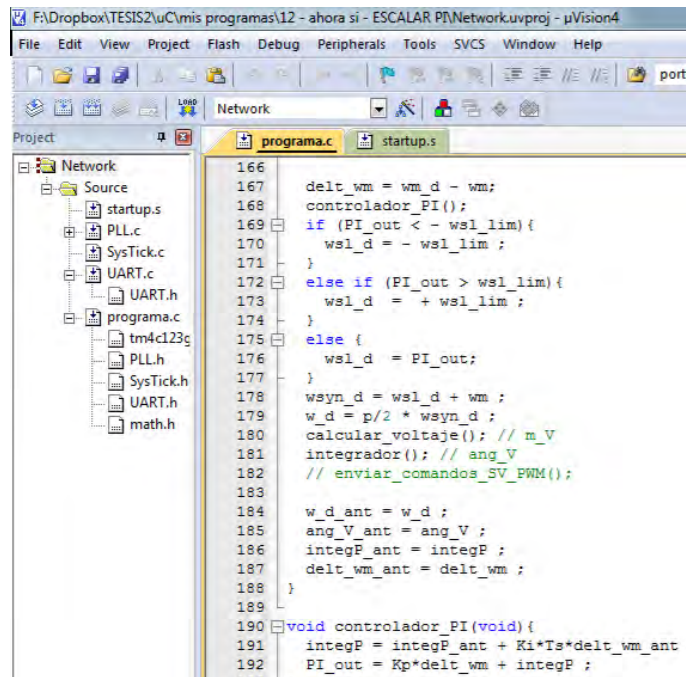 F:\Dropbox\TESIS2\uC\mis programas\12 - ahora si - ESCALAR PI\Network.uvproj - µVision4
File Edit View Project Flash Debug Peripherals Tools SVCS Window Help
port
LOAD Network
Project
programa.c startup.s
Network
Source
startup.s
PLL.c
SysTick.c
UART.c
UART.h
programa.c
tm4c123g
PLL.h
SysTick.h
UART.h
math.h
166
167 delt_wm = wm_d - wm;
168 controlador_PI();
169 if (PI_out < - wsl_lim){
170 wsl_d = - wsl_lim ;
171 }
172 else if (PI_out > wsl_lim){
173 wsl_d = + wsl_lim ;
174 }
175 else {
176 wsl_d = PI_out;
177 }
178 wsyn_d = wsl_d + wm ;
179 w_d = p/2 * wsyn_d ;
180 calcular_voltaje(); // m_V
181 integrador(); // ang_V
182 // enviar_comandos_SV_PWM();
183
184 w_d_ant = w_d ;
185 ang_V_ant = ang_V ;
186 integP_ant = integP ;
187 delt_wm_ant = delt_wm ;
188 }
189
190 void controlador_PI(void){
191 integP = integP_ant + Ki*Ts*delt_wm_ant
192 PI_out = Kp*delt_wm + integP ;